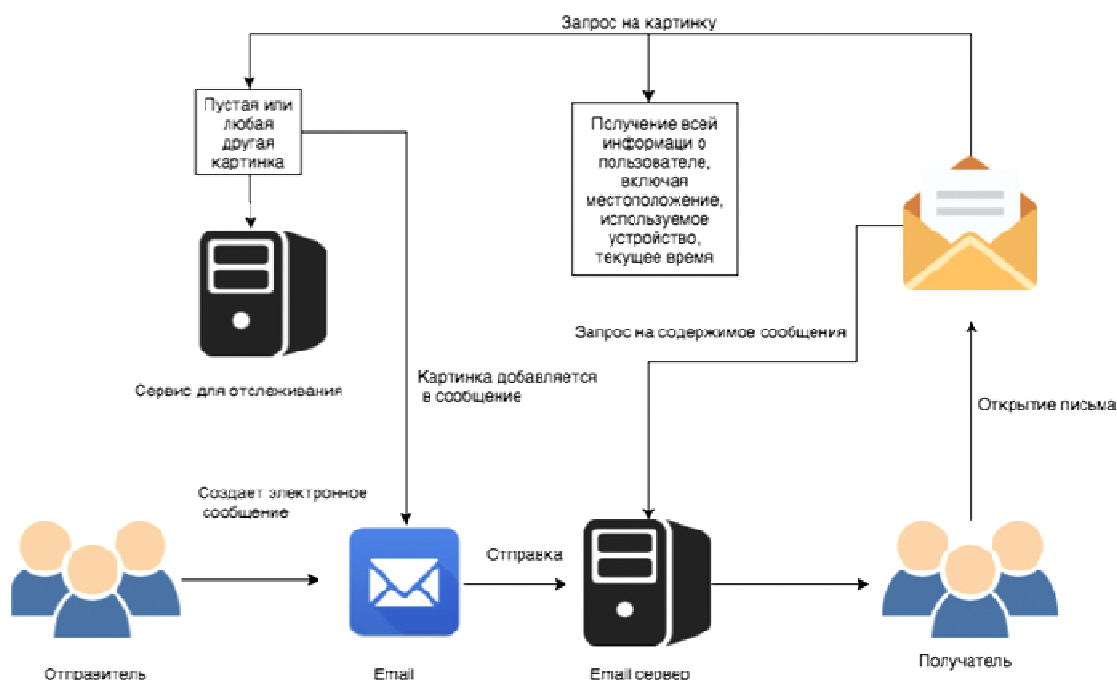 Запрос на картинку
Пустая или
любая
другая
картинка
Получение всей
информаци о
пользователе,
включая
местоположение,
используемое
устройство,
текущее время
Запрос на содержимое сообщения
Сервис для отслеживания
Картинка добавляется
в сообщение
Открытие письма
Создает электронное
сообщение
Отправка
Отправитель
Email
Email сервер
Получатель